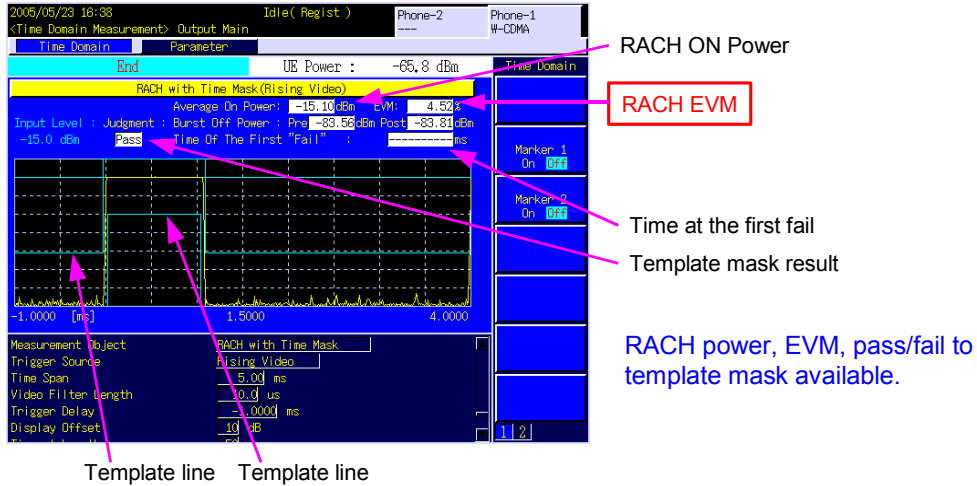 2005/05/23 16:38 Idle( Regist ) Phone-2 Phone-1
<Time Domain Measurement> Output Main --- W-CDMA
Time Domain Parameter
End UE Power : -65.8 dBm Time Domain
RACH with Time Mask(Rising Video)
Average On Power: -15.10dBm EVM: 4.52%
Input Level : Judgment : Burst Off Power : Pre -83.56dBm Post -83.81dBm
-15.0 dBm Pass Time Of The First "Fail" : ----------ms
Marker 1
On Off
Marker 2
On Off
-1.0000 [ms] 1.5000 4.0000
Measurement Object RACH with Time Mask
Trigger Source Rising Video
Time Span 5.00 ms
Video Filter Length 10.0 us
Trigger Delay -1.0000 ms
Display Offset 10 dB
1 2
RACH ON Power
RACH EVM
Time at the first fail
Template mask result
RACH power, EVM, pass/fail to
template mask available.
Template line Template line